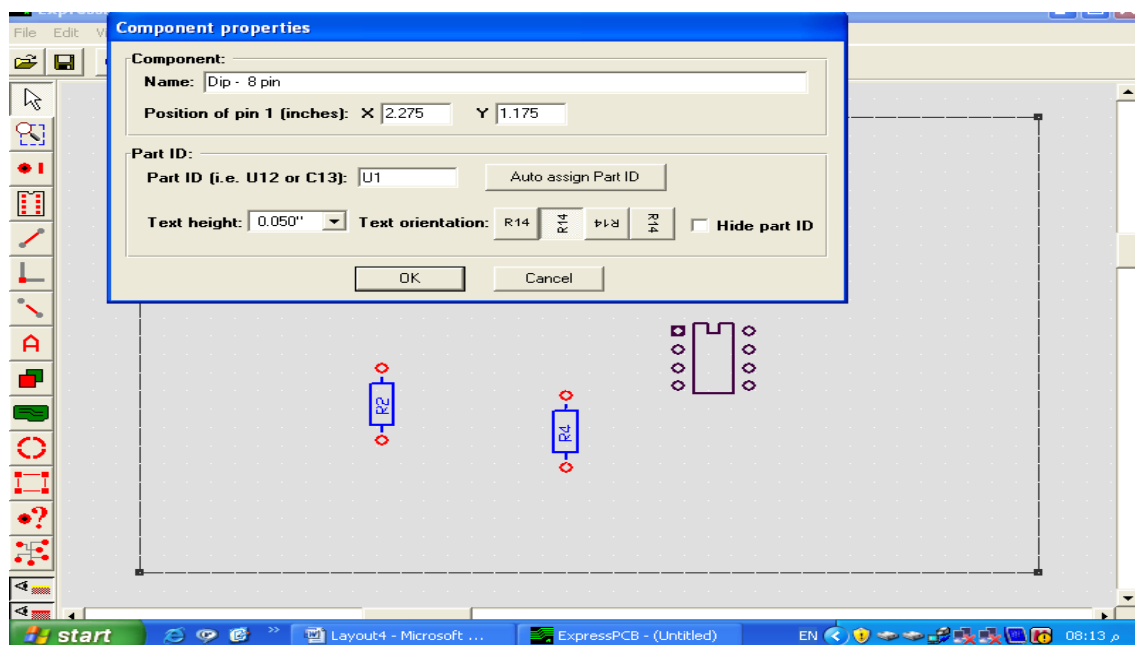 Component properties
File Edit
Component:
Name: Dip - 8 pin
Position of pin 1 (inches): X 2.275 Y 1.175
Part ID:
Part ID (i.e. U12 or C13): U1 Auto assign Part ID
Text height: 0.050" Text orientation: R14 R14 R14 R14 Hide part ID
OK Cancel
A
R2
R4
?
start » Layout4 - Microsoft ... ExpressPCB - (Untitled) EN 08:13 م